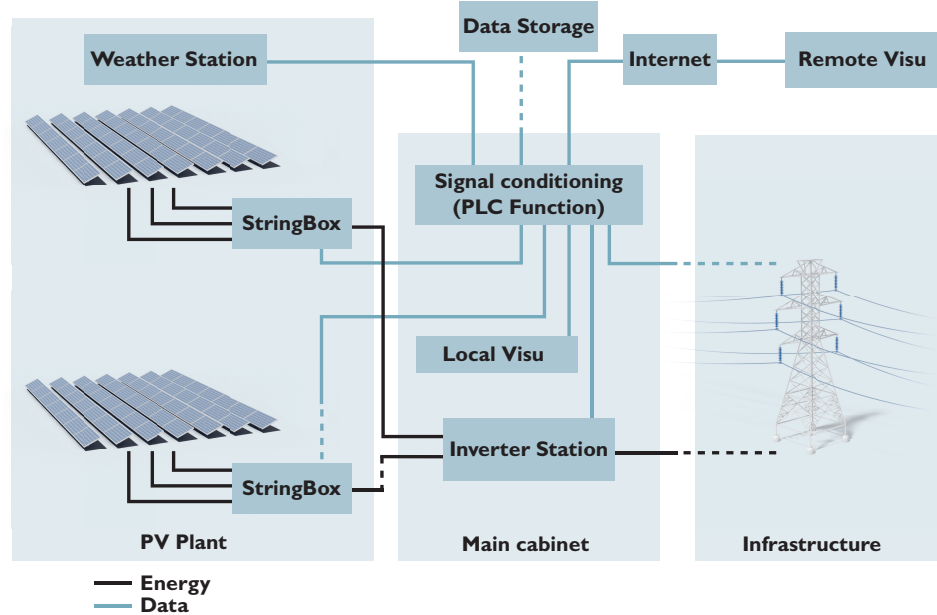 Data Storage
Weather Station
Internet
Remote Visu
Signal conditioning
(PLC Function)
StringBox
Local Visu
Inverter Station
StringBox
PV Plant
Main cabinet
Infrastructure
Energy
Data